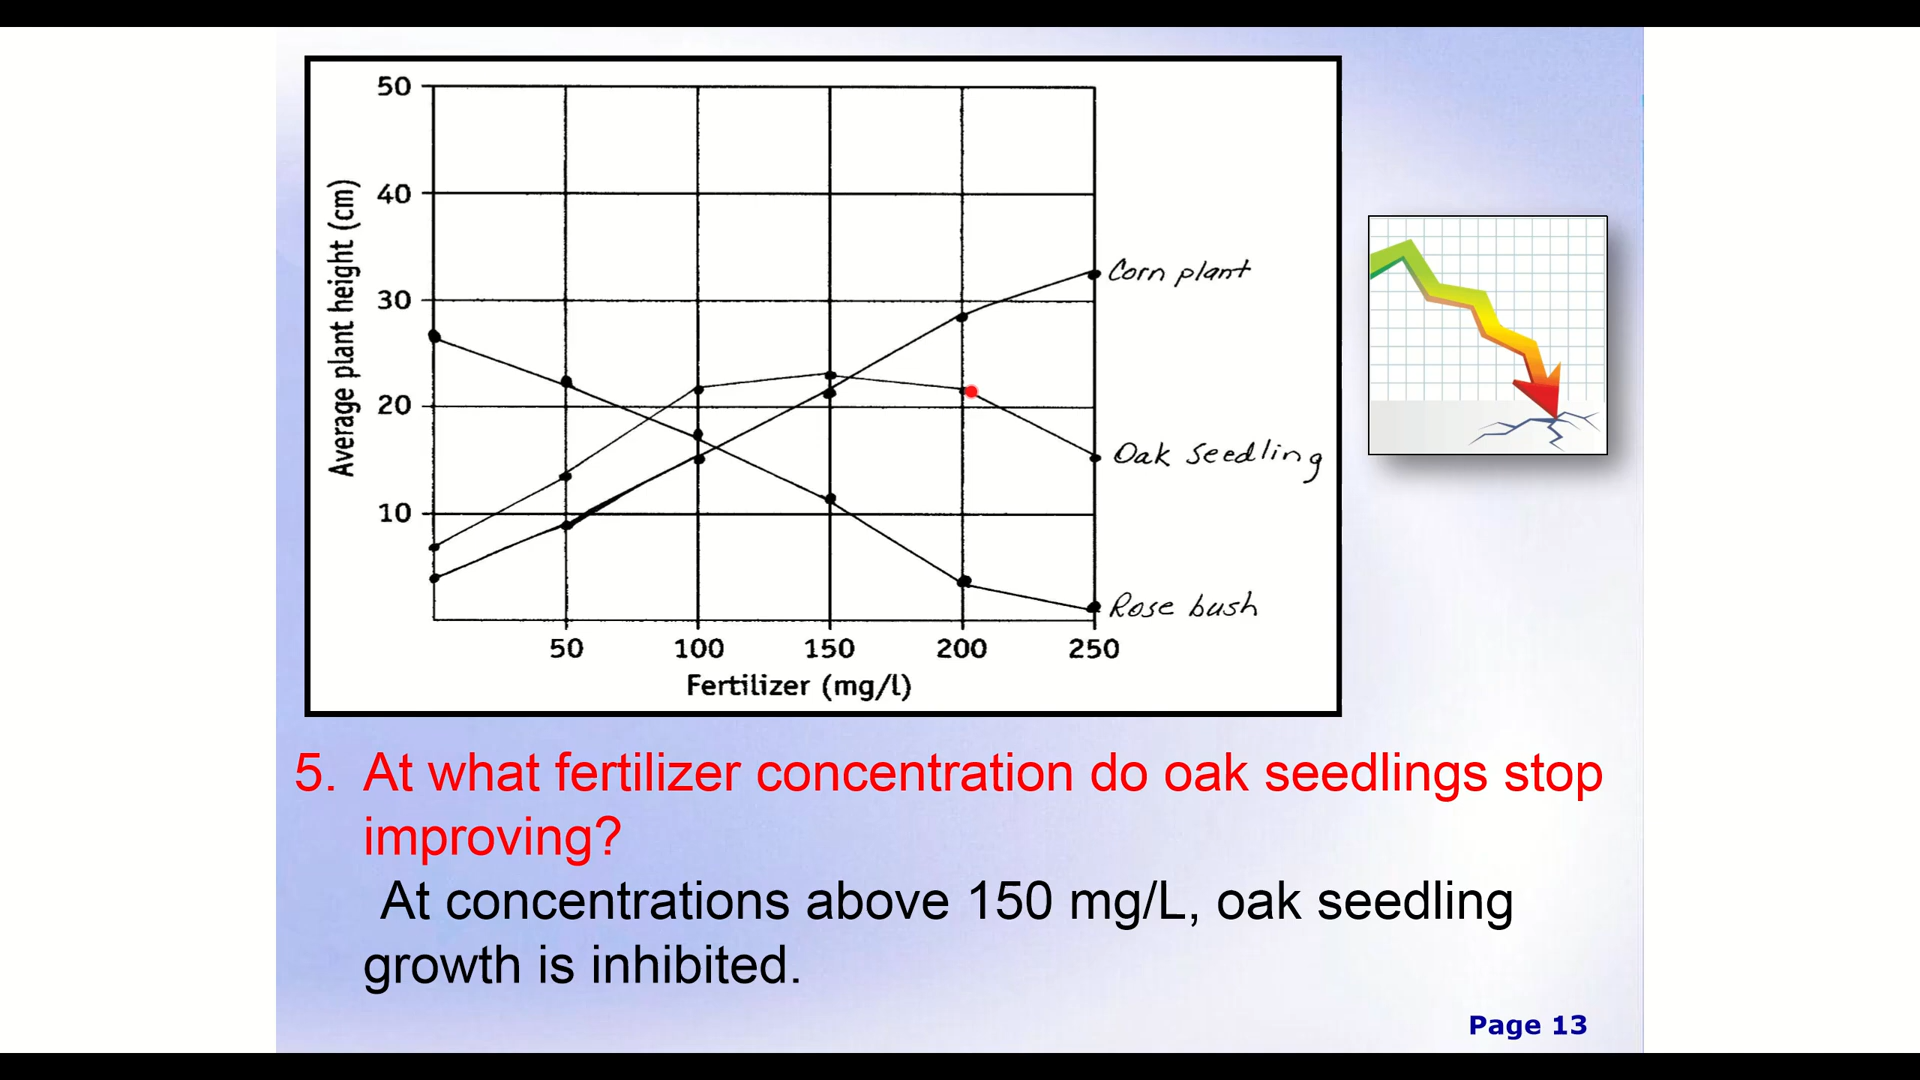 50
40
30
20
10
Average plant height (cm)
Corn plant
Oak seedling
Rose bush
50 100 150 200 250
Fertilizer (mg/l)
5. At what fertilizer concentration do oak seedlings stop
improving?
At concentrations above 150 mg/L, oak seedling
growth is inhibited.
Page 13